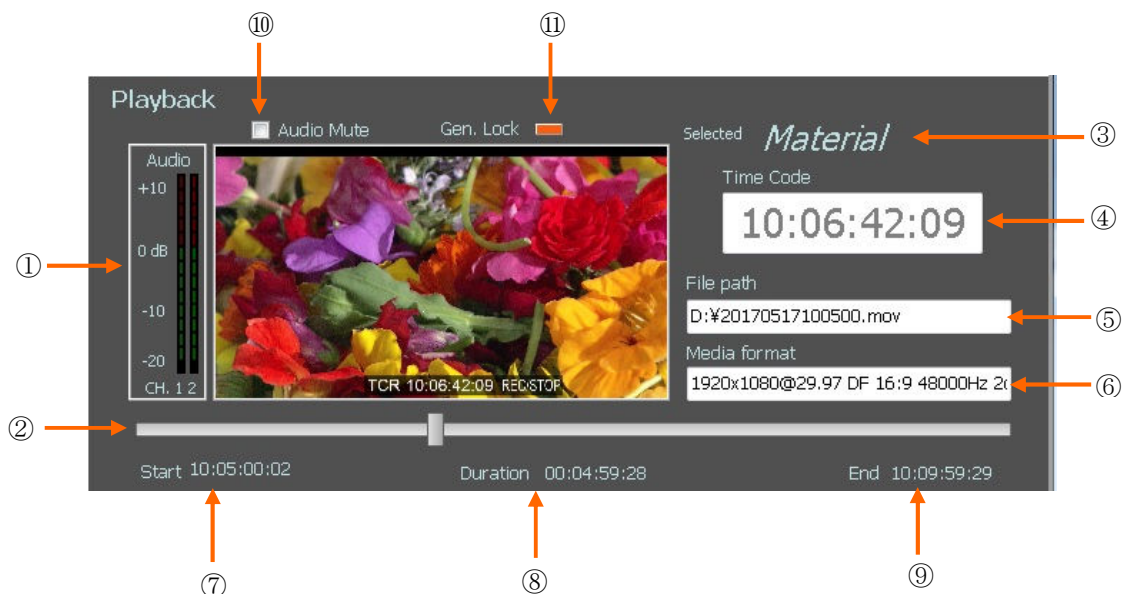 ⑩ ⑪
Playback
Audio Mute Gen. Lock
Selected Material ③
Audio
+10
0 dB
-10
-20
CH. 1 2
①
Time Code
10:06:42:09 ④
File path
D:¥20170517100500.mov ⑤
Media format
1920x1080@29.97 DF 16:9 48000Hz ⑥
TCR 10:06:42:09 REC/STOP
②
Start 10:05:00:02 Duration 00:04:59:28 End 10:09:59:29
⑦ ⑧ ⑨